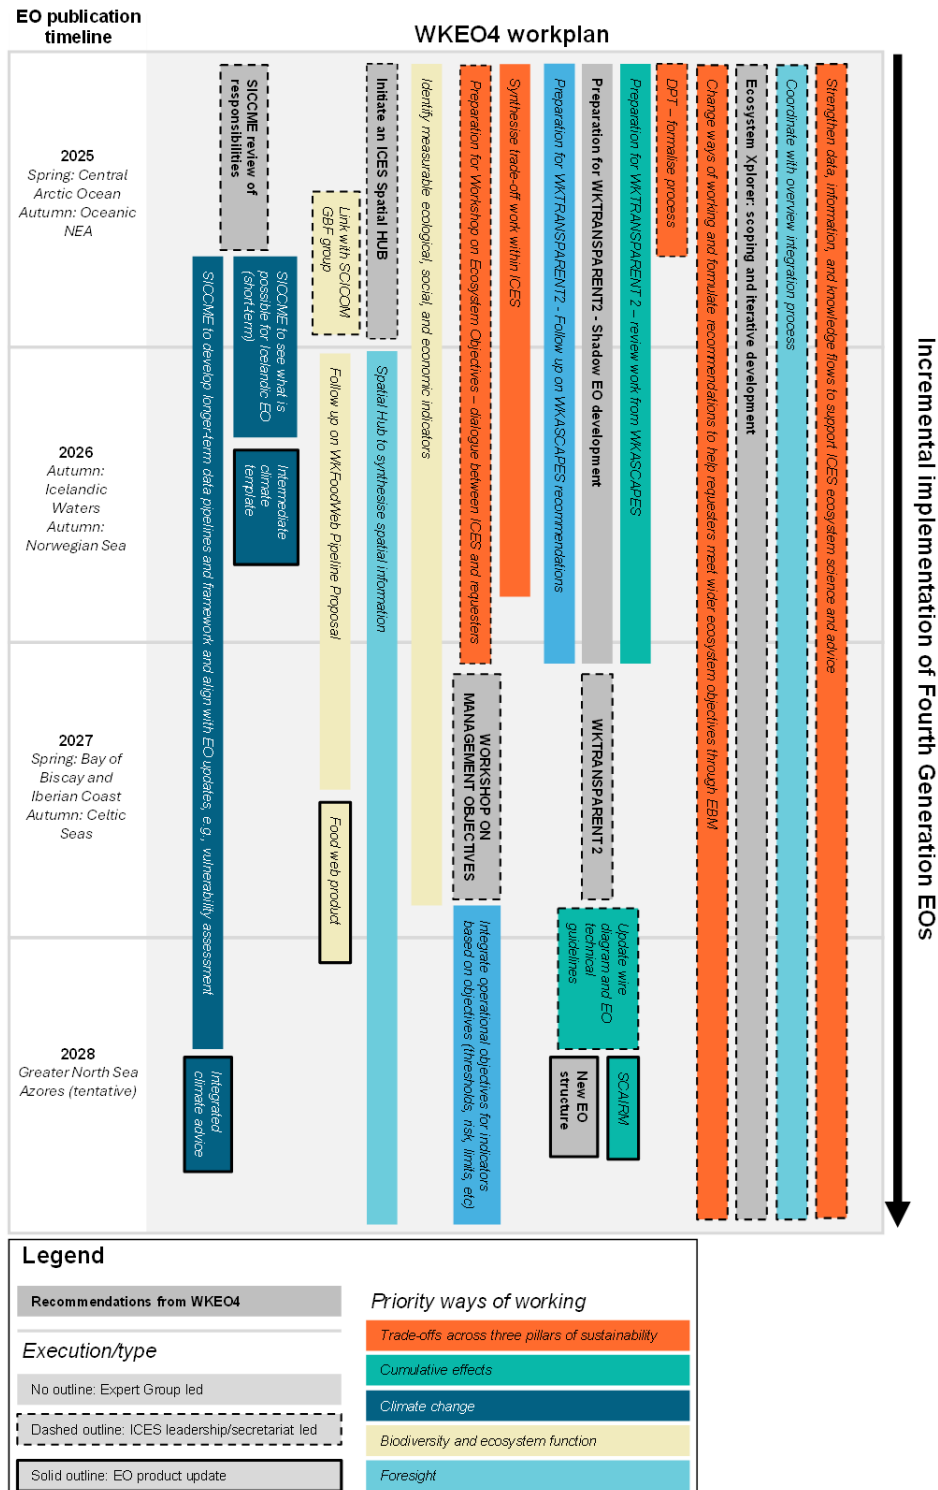 EO publication
timeline
WKEO4 workplan
2025
Spring: Central
Arctic Ocean
Autumn: Oceanic
NEA
2026
Autumn:
Icelandic
Waters
Autumn:
Norwegian Sea
2027
Spring: Bay of
Biscay and
Iberian Coast
Autumn: Celtic
Seas
2028
Greater North Sea
Azores (tentative)
SICCME to develop longer-term data pipelines and framework and align with EO updates, e.g., vulnerability assessment
Integrated
climate advice
SICCME review of
responsibilities
SICCME to see what is
possible for Icelandic EO
(short-term)
Intermediate
climate
template
Link with SCICOM
GBF group
Follow up on WKFoodWeb Pipeline Proposal
Food web product
Initiate an ICES Spatial HUB
Spatial Hub to synthesise spatial information
Identify measurable ecological, social, and economic indicators
Preparation for Workshop on Ecosystem Objectives – dialogue between ICES and requesters
WORKSHOP ON
MANAGEMENT OBJECTIVES
Integrate operational objectives for indicators
based on objectives (thresholds, risk, limits, etc)
Synthesise trade-off work within ICES
Preparation for WKTRANSPARENT2 - Follow up on WKASCAPES recommendations
Preparation for WKTRANSPARENT2 - Shadow EO development
WKTRANSPARENT 2
Preparation for WKTRANSPARENT 2 – review work from WKASCAPES
Update wire
diagram and EO
technical
guidelines
New EO
structure
SCAIRM
DPT – formalise process
Change ways of working and formulate recommendations to help requesters meet wider ecosystem objectives through EBM
Ecosystem Xplorer: scoping and iterative development
Coordinate with overview integration process
Strengthen data, information, and knowledge flows to support ICES ecosystem science and advice
Incremental implementation of Fourth Generation EOs
Legend
Recommendations from WKEO4
Execution/type
No outline: Expert Group led
Dashed outline: ICES leadership/secretariat led
Solid outline: EO product update
Priority ways of working
Trade-offs across three pillars of sustainability
Cumulative effects
Climate change
Biodiversity and ecosystem function
Foresight